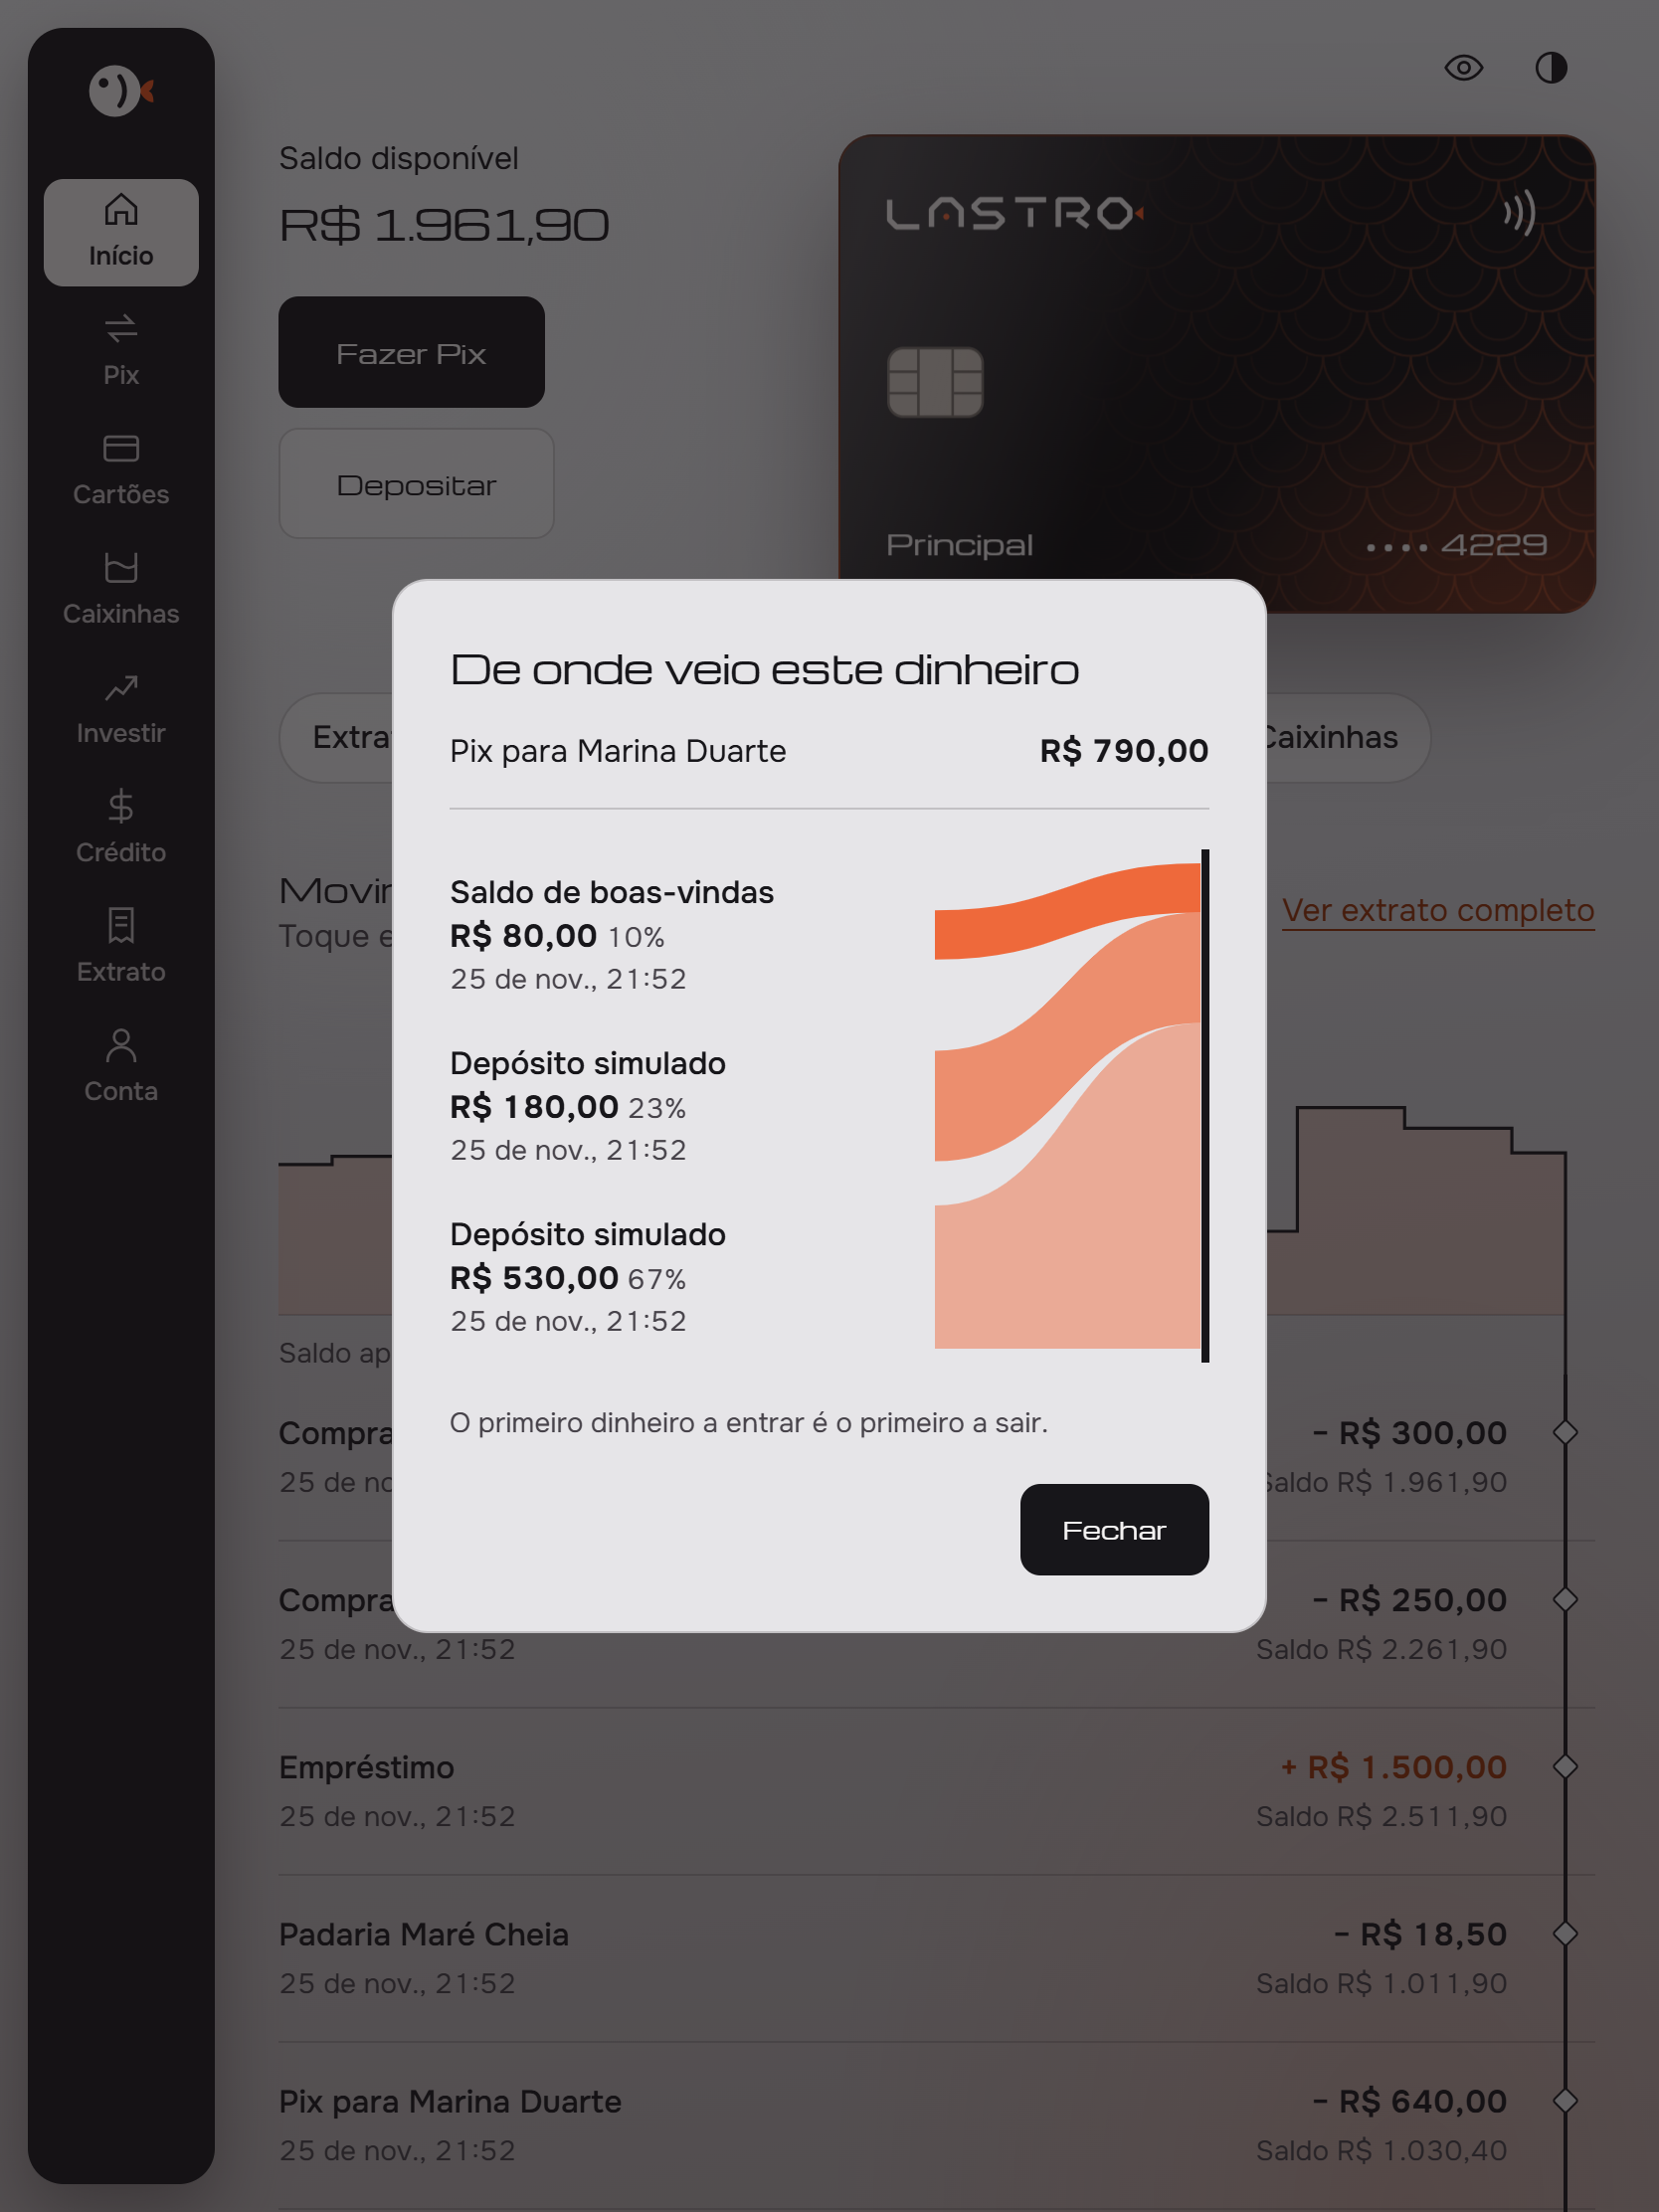 Início
Pix
Cartões
Caixinhas
Investir
Crédito
Extrato
Conta
Saldo disponível
R$ 1.961,90
Fazer Pix
Depositar
LASTRO
Principal
•••• 4229
Caixinhas
Ver extrato completo
De onde veio este dinheiro
Pix para Marina Duarte R$ 790,00
Saldo de boas-vindas
R$ 80,00 10%
25 de nov., 21:52
Depósito simulado
R$ 180,00 23%
25 de nov., 21:52
Depósito simulado
R$ 530,00 67%
25 de nov., 21:52
O primeiro dinheiro a entrar é o primeiro a sair.
Fechar
Toque
Saldo
Compra
25 de
− R$ 300,00
Saldo R$ 1.961,90
Compra
− R$ 250,00
25 de nov., 21:52
Saldo R$ 2.261,90
Empréstimo
+ R$ 1.500,00
25 de nov., 21:52
Saldo R$ 2.511,90
Padaria Maré Cheia
− R$ 18,50
25 de nov., 21:52
Saldo R$ 1.011,90
Pix para Marina Duarte
− R$ 640,00
25 de nov., 21:52
Saldo R$ 1.030,40